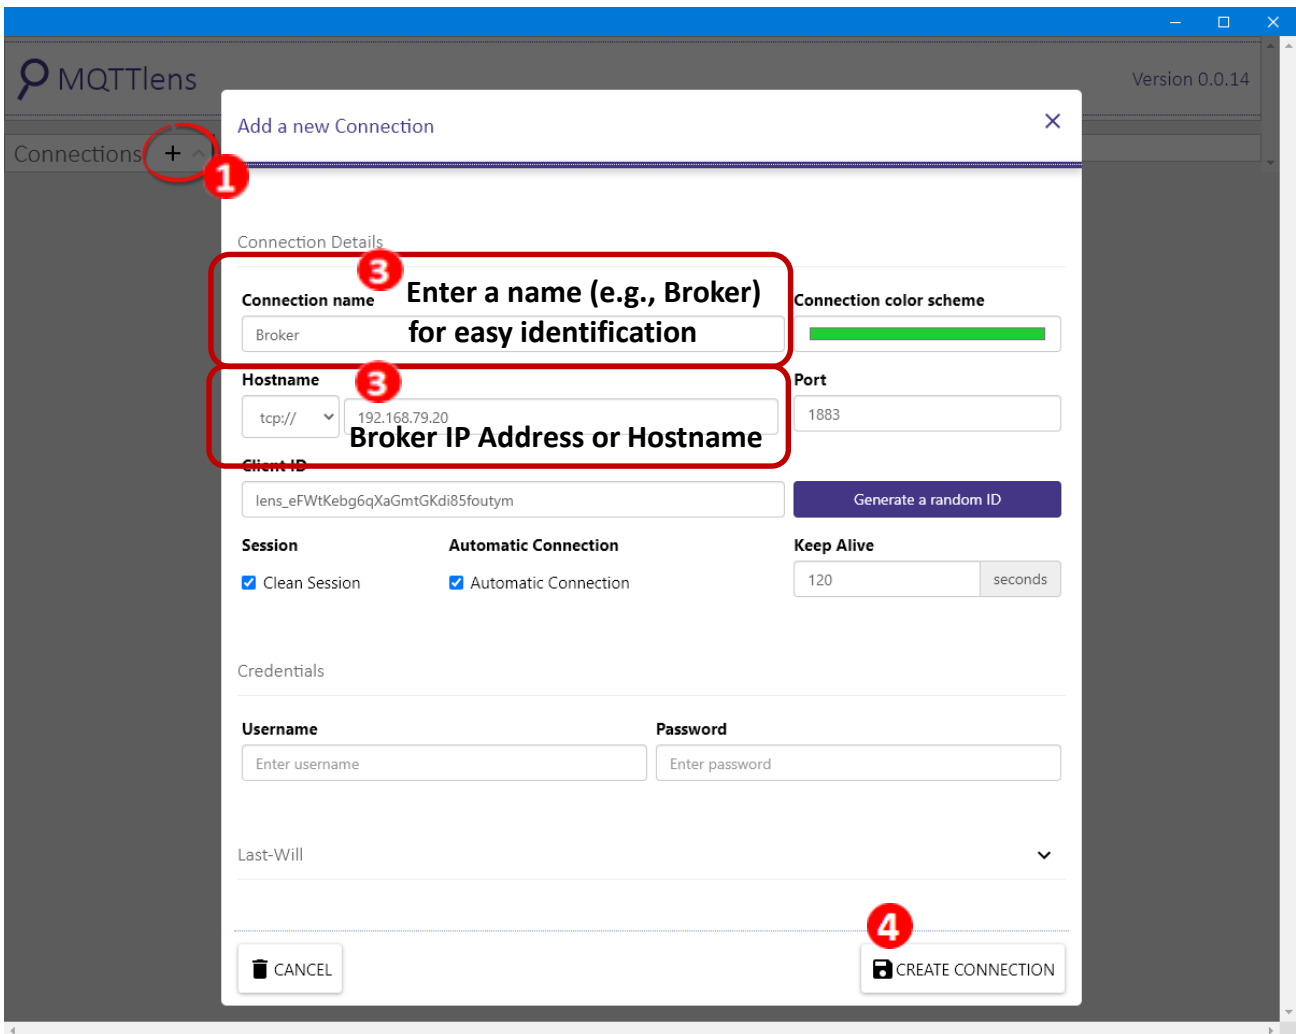 MQTTlens
Version 0.0.14
Connections +
1
Add a new Connection
Connection Details
3
Connection name
Enter a name (e.g., Broker)
for easy identification
Broker
Connection color scheme
Hostname
3
tcp://
192.168.79.20
Broker IP Address or Hostname
Port
1883
Client ID
lens_eFWtKebg6qXaGmtGKdi85foutym
Generate a random ID
Session
Automatic Connection
Keep Alive
Clean Session
Automatic Connection
120
seconds
Credentials
Username
Password
Enter username
Enter password
Last-Will
4
CANCEL
CREATE CONNECTION